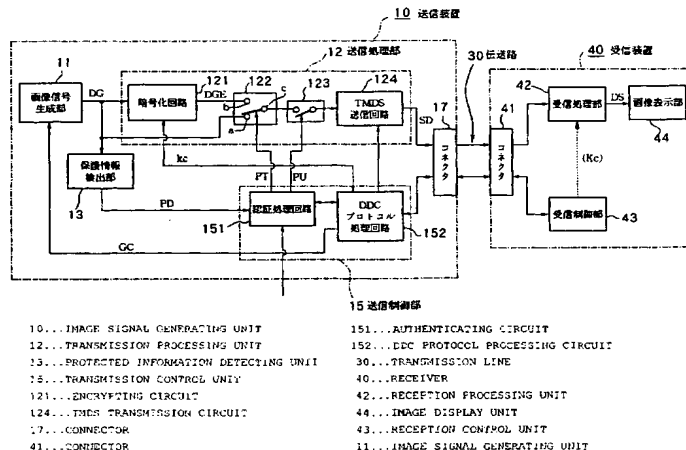 10 送信装置
12 送信処理部
11
121
122
123
124
30伝送路
40 受信装置
画像信号
生成部
DG
暗号化回路
DGE
b
c
a
TMDS
送信回路
SD
17
コネクタ
41
コネクタ
42
受信処理部
DS
画像表示部
44
保護情報
検出部
13
kc
PT
PU
(Kc)
PD
認証処理回路
151
DDC
プロトコル
処理回路
152
受信制御部
43
GC
15 送信制御部
10...IMAGE SIGNAL GENERATING UNIT
12...TRANSMISSION PROCESSING UNIT
13...PROTECTED INFORMATION DETECTING UNIT
15...TRANSMISSION CONTROL UNIT
121...ENCRYPTING CIRCUIT
124...TMDS TRANSMISSION CIRCUIT
17...CONNECTOR
41...CONNECTOR
151...AUTHENTICATING CIRCUIT
152...DDC PROTOCOL PROCESSING CIRCUIT
30...TRANSMISSION LINE
40...RECEIVER
42...RECEPTION PROCESSING UNIT
44...IMAGE DISPLAY UNIT
43...RECEPTION CONTROL UNIT
11...IMAGE SIGNAL GENERATING UNIT